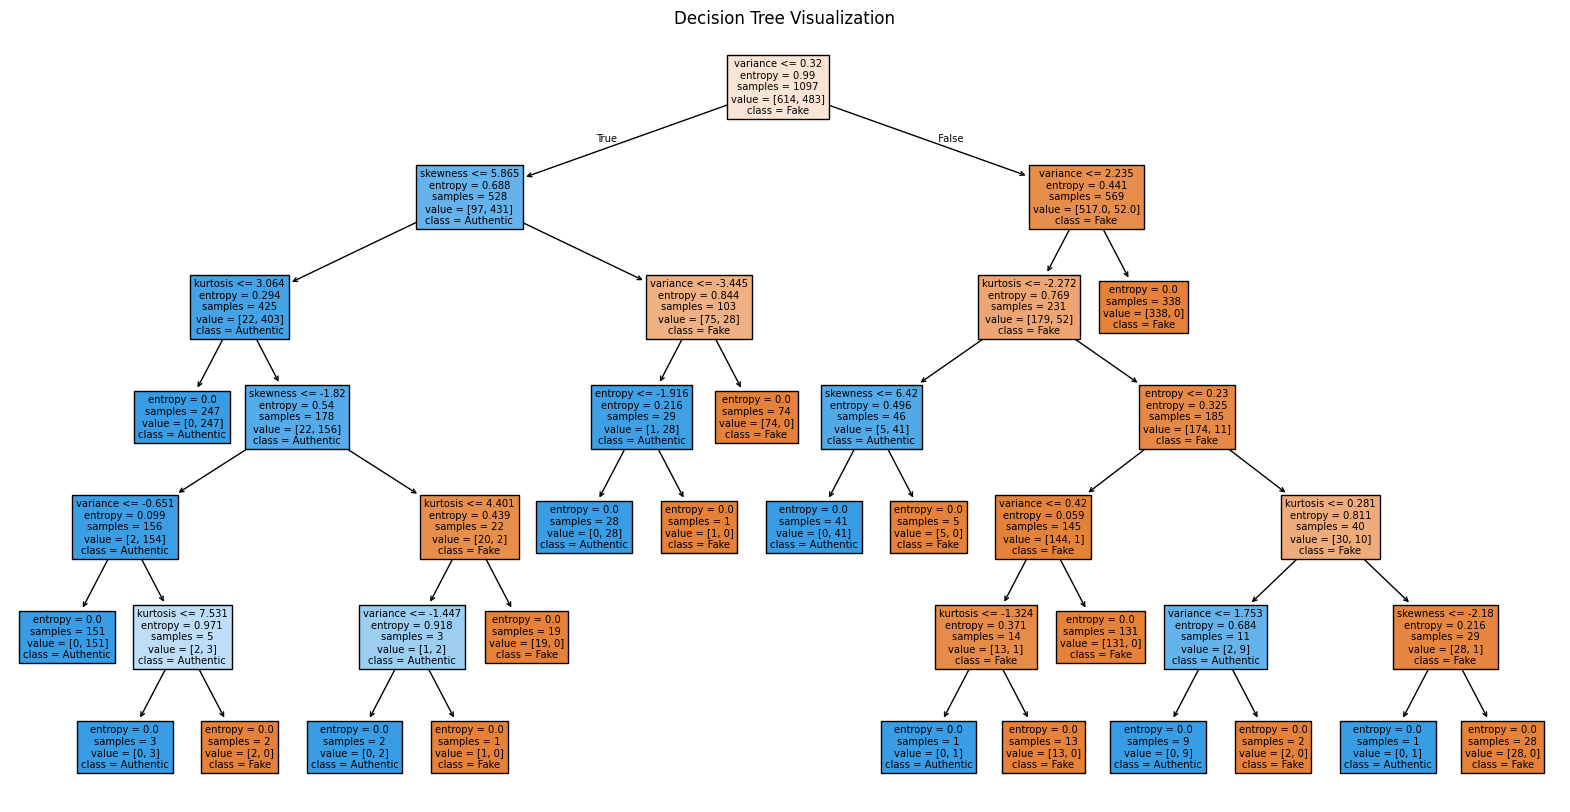 Decision Tree Visualization
variance <= 0.32
entropy = 0.99
samples = 1097
value = [614, 483]
class = Fake
True
False
skewness <= 5.865
entropy = 0.688
samples = 528
value = [97, 431]
class = Authentic
variance <= 2.235
entropy = 0.441
samples = 569
value = [517.0, 52.0]
class = Fake
kurtosis <= 3.064
entropy = 0.294
samples = 425
value = [22, 403]
class = Authentic
variance <= -3.445
entropy = 0.844
samples = 103
value = [75, 28]
class = Fake
kurtosis <= -2.272
entropy = 0.769
samples = 231
value = [179, 52]
class = Fake
entropy = 0.0
samples = 338
value = [338, 0]
class = Fake
entropy = 0.0
samples = 247
value = [0, 247]
class = Authentic
skewness <= -1.82
entropy = 0.54
samples = 178
value = [22, 156]
class = Authentic
entropy <= -1.916
entropy = 0.216
samples = 29
value = [1, 28]
class = Authentic
entropy = 0.0
samples = 74
value = [74, 0]
class = Fake
skewness <= 6.42
entropy = 0.496
samples = 46
value = [5, 41]
class = Authentic
entropy <= 0.23
entropy = 0.325
samples = 185
value = [174, 11]
class = Fake
variance <= -0.651
entropy = 0.099
samples = 156
value = [2, 154]
class = Authentic
kurtosis <= 4.401
entropy = 0.439
samples = 22
value = [20, 2]
class = Fake
entropy = 0.0
samples = 28
value = [0, 28]
class = Authentic
entropy = 0.0
samples = 1
value = [1, 0]
class = Fake
entropy = 0.0
samples = 41
value = [0, 41]
class = Authentic
entropy = 0.0
samples = 5
value = [5, 0]
class = Fake
variance <= 0.42
entropy = 0.059
samples = 145
value = [144, 1]
class = Fake
kurtosis <= 0.281
entropy = 0.811
samples = 40
value = [30, 10]
class = Fake
entropy = 0.0
samples = 151
value = [0, 151]
class = Authentic
kurtosis <= 7.531
entropy = 0.971
samples = 5
value = [2, 3]
class = Authentic
variance <= -1.447
entropy = 0.918
samples = 3
value = [1, 2]
class = Authentic
entropy = 0.0
samples = 19
value = [19, 0]
class = Fake
kurtosis <= -1.324
entropy = 0.371
samples = 14
value = [13, 1]
class = Fake
entropy = 0.0
samples = 131
value = [131, 0]
class = Fake
variance <= 1.753
entropy = 0.684
samples = 11
value = [2, 9]
class = Authentic
skewness <= -2.18
entropy = 0.216
samples = 29
value = [28, 1]
class = Fake
entropy = 0.0
samples = 3
value = [0, 3]
class = Authentic
entropy = 0.0
samples = 2
value = [2, 0]
class = Fake
entropy = 0.0
samples = 2
value = [0, 2]
class = Authentic
entropy = 0.0
samples = 1
value = [1, 0]
class = Fake
entropy = 0.0
samples = 1
value = [0, 1]
class = Authentic
entropy = 0.0
samples = 13
value = [13, 0]
class = Fake
entropy = 0.0
samples = 9
value = [0, 9]
class = Authentic
entropy = 0.0
samples = 2
value = [2, 0]
class = Fake
entropy = 0.0
samples = 1
value = [0, 1]
class = Authentic
entropy = 0.0
samples = 28
value = [28, 0]
class = Fake